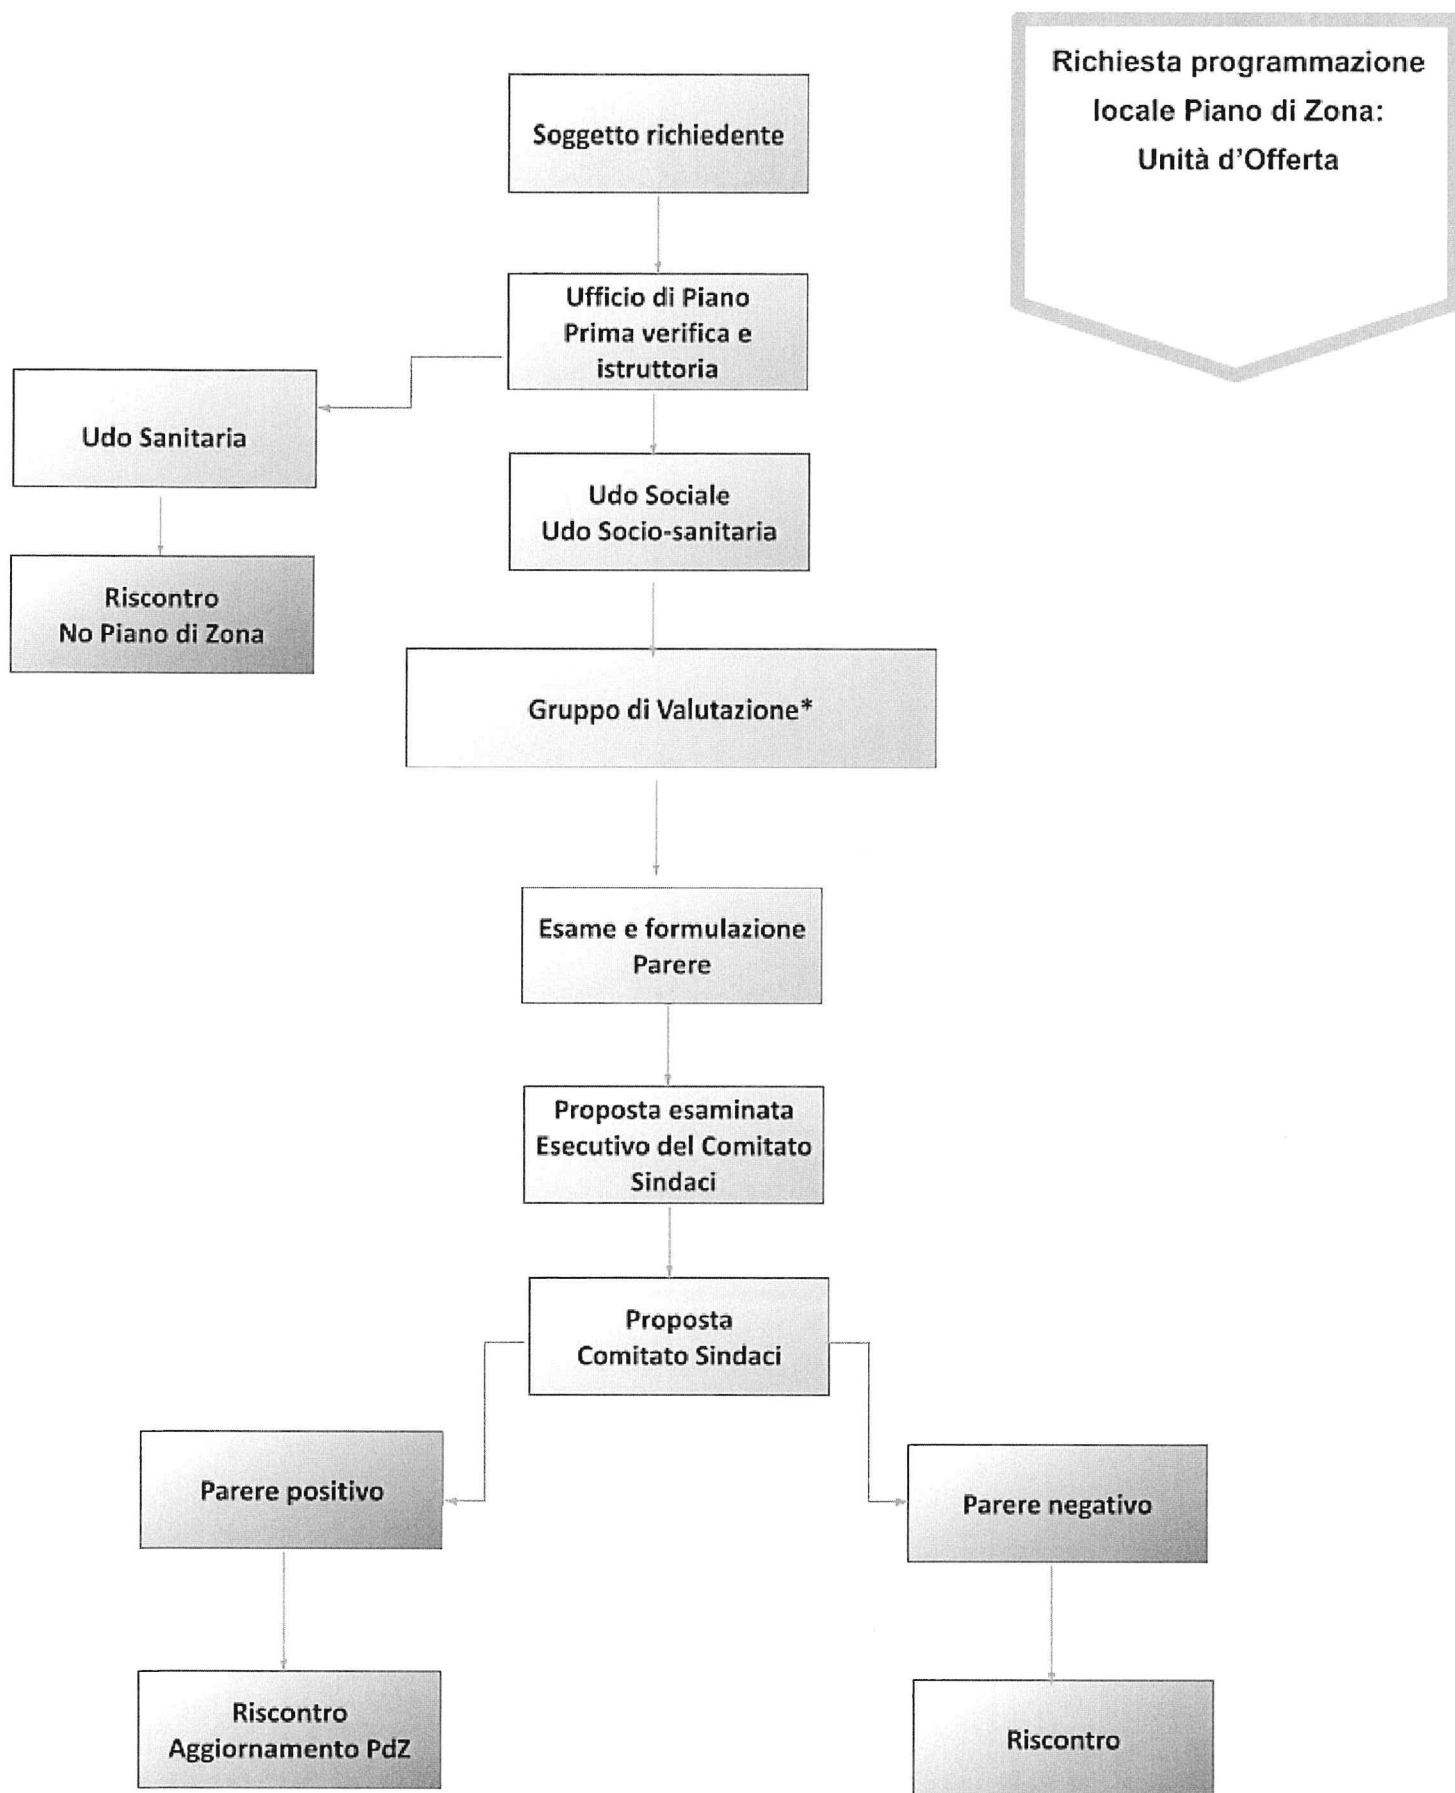 Richiesta programmazione
locale Piano di Zona:
Unità d'Offerta
Soggetto richiedente
Ufficio di Piano
Prima verifica e
istruttoria
Udo Sanitaria
Udo Sociale
Udo Socio-sanitaria
Riscontro
No Piano di Zona
Gruppo di Valutazione*
Esame e formulazione
Parere
Proposta esaminata
Esecutivo del Comitato
Sindaci
Proposta
Comitato Sindaci
Parere positivo
Parere negativo
Riscontro
Aggiornamento PdZ
Riscontro